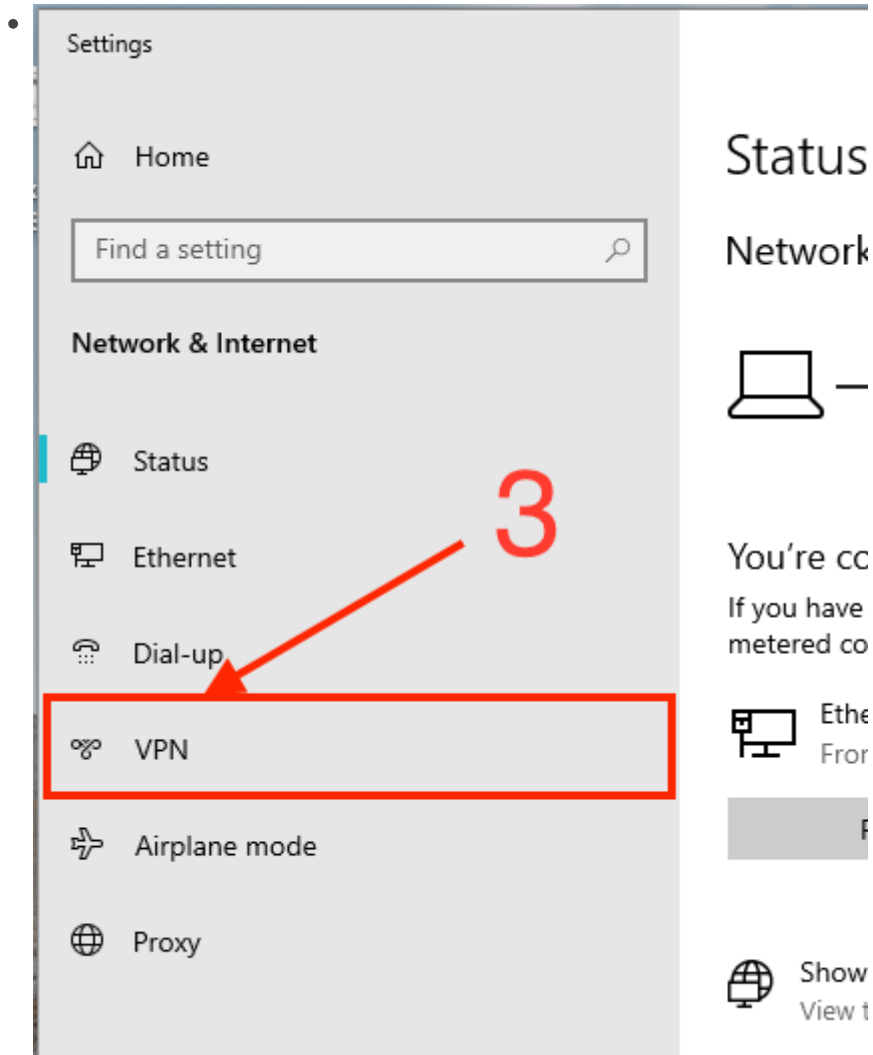 Settings
Home
Find a setting
Network & Internet
Status
Ethernet
Dial-up
VPN
Airplane mode
Proxy
3
Status
Network
You're co
If you have
metered co
Ethe
Fror
Show
View t